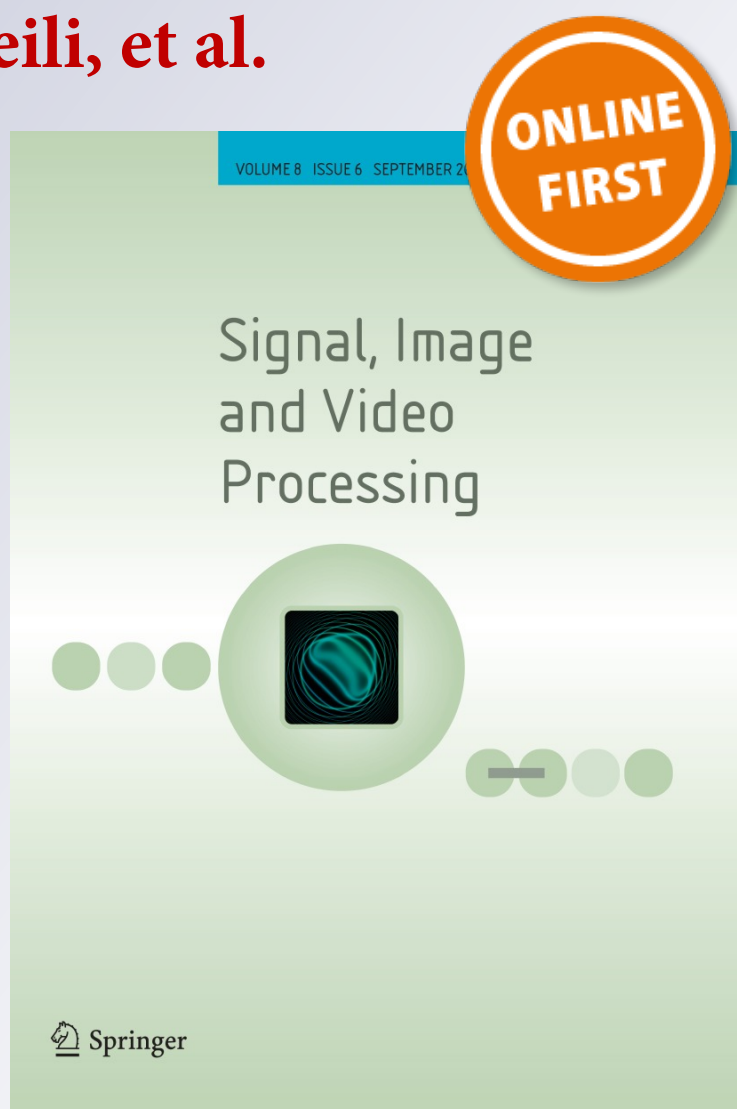 eili, et al.
ONLINE
FIRST
VOLUME 8 ISSUE 6 SEPTEMBER 20
Signal, Image
and Video
Processing
Springer